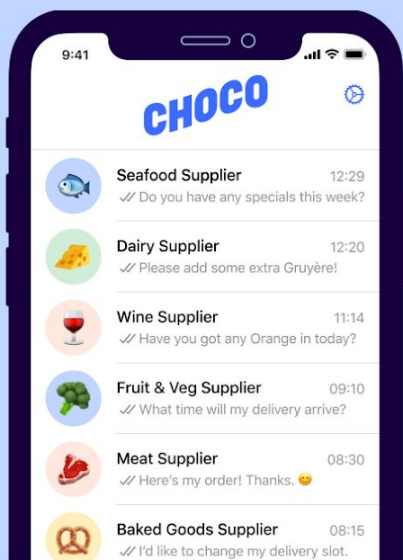 9:41
CHOCO
Seafood Supplier 12:29
Do you have any specials this week?
Dairy Supplier 12:20
Please add some extra Gruyère!
Wine Supplier 11:14
Have you got any Orange in today?
Fruit & Veg Supplier 09:10
What time will my delivery arrive?
Meat Supplier 08:30
Here's my order! Thanks. 😊
Baked Goods Supplier 08:15
I'd like to change my delivery slot.